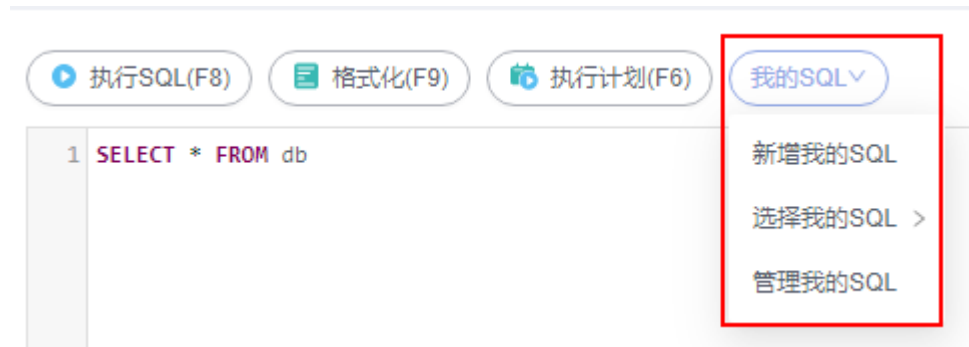 执行SQL(F8) 格式化(F9) 执行计划(F6) 我的SQL
1 SELECT * FROM db
新增我的SQL
选择我的SQL >
管理我的SQL